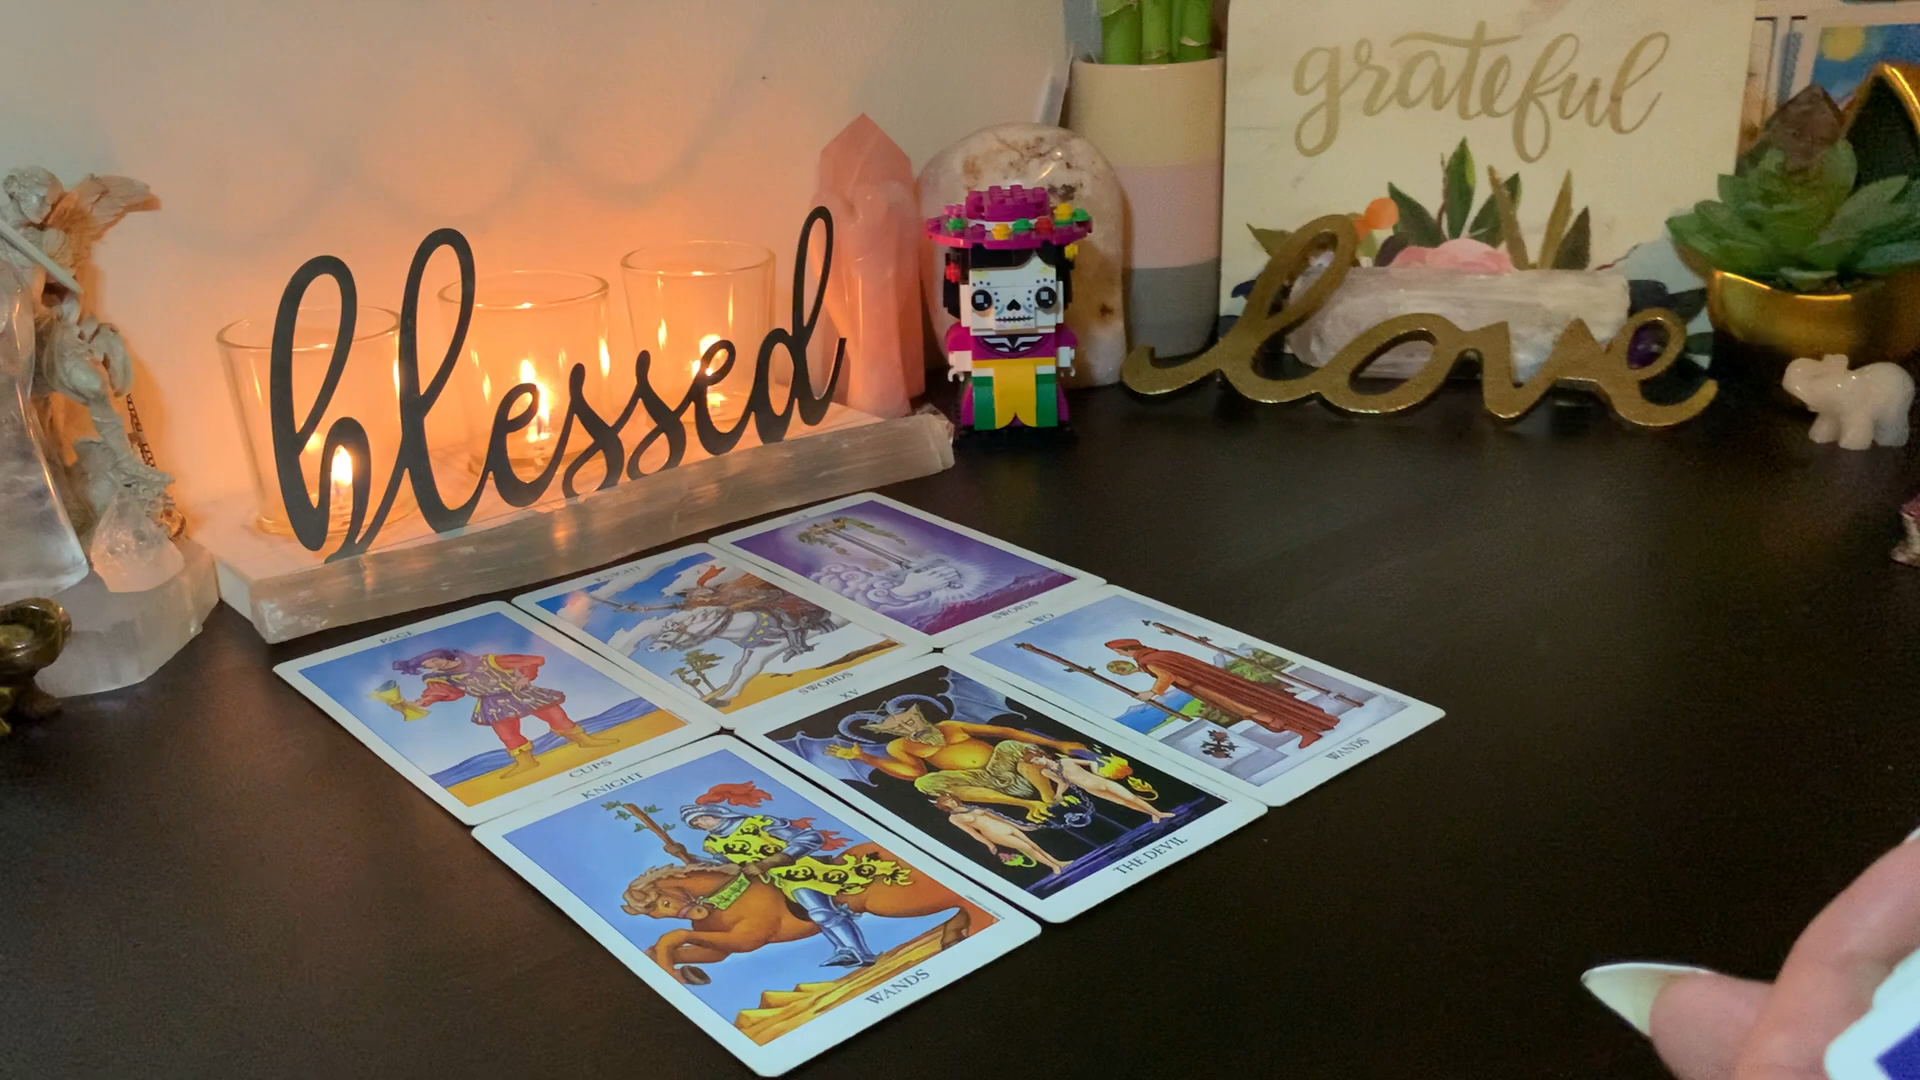 grateful
blessed
love
PAGE
CUPS
KNIGHT
SWORDS
SWORDS
KNIGHT
WANDS
XV
THE DEVIL
TWO
WANDS